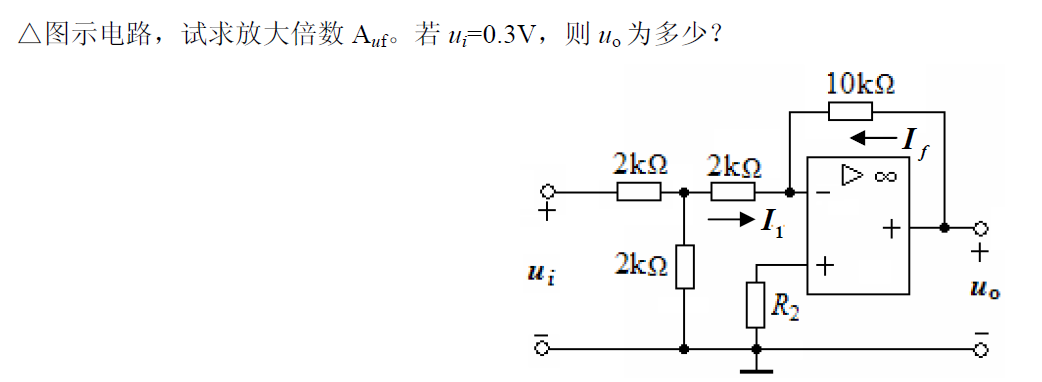 △图示电路，试求放大倍数 Auf。若 ui=0.3V，则 uo 为多少？
10kΩ
If
2kΩ 2kΩ
▷ ∞
−
+
I1
+
+
ui
2kΩ
+
uo
R2
−
−